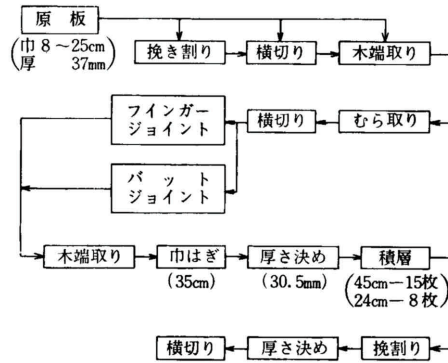 原板
(巾8～25cm
厚 37mm)
挽き割り
横切り
木端取り
フインガー
ジョイント
横切り
むら取り
バット
ジョイント
木端取り
巾はぎ
厚さ決め
積層
(35cm)
(30.5mm)
(45cm―15枚
24cm―8枚)
横切り
厚さ決め
挽割り